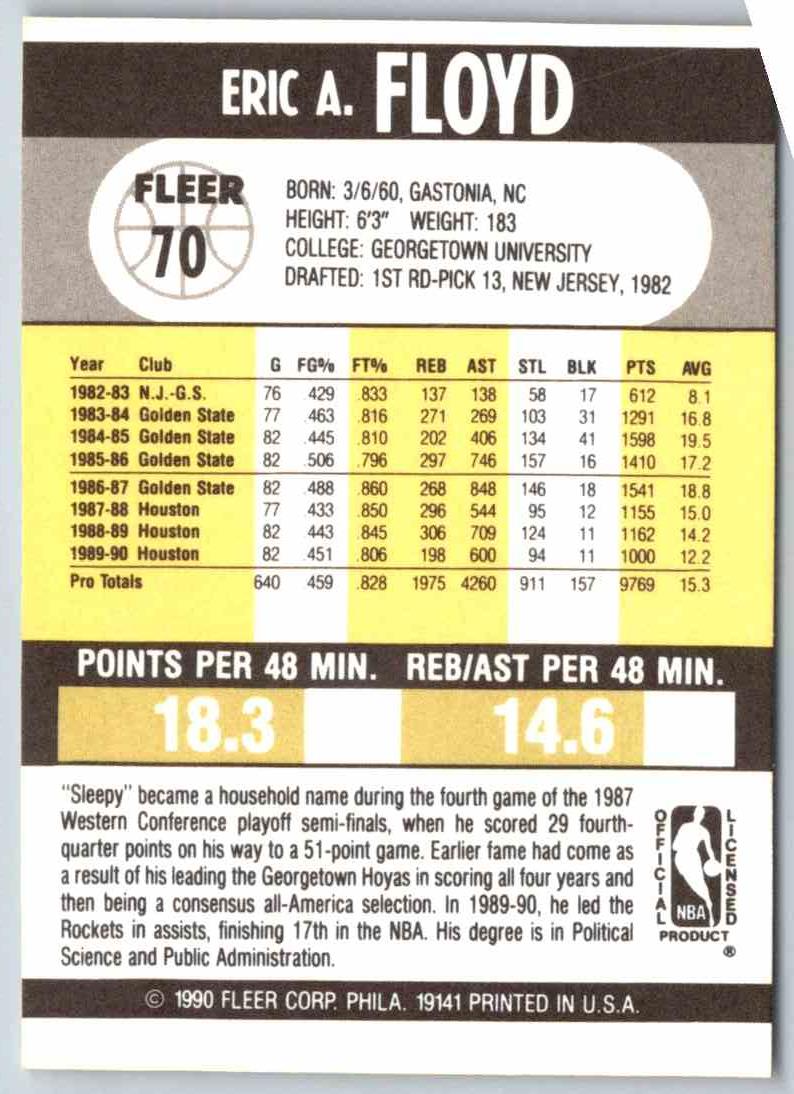 ERIC A. FLOYD
FLEER
70
BORN: 3/6/60, GASTONIA, NC
HEIGHT: 6'3" WEIGHT: 183
COLLEGE: GEORGETOWN UNIVERSITY
DRAFTED: 1ST RD-PICK 13, NEW JERSEY, 1982
Year Club G FG% FT% REB AST STL BLK PTS AVG
1982-83 N.J.-G.S. 76 .429 .833 137 138 58 17 612 8.1
1983-84 Golden State 77 .463 .816 271 269 103 31 1291 16.8
1984-85 Golden State 82 .445 .810 202 406 134 41 1598 19.5
1985-86 Golden State 82 .506 .796 297 746 157 16 1410 17.2
1986-87 Golden State 82 .488 .860 268 848 146 18 1541 18.8
1987-88 Houston 77 .433 .850 296 544 95 12 1155 15.0
1988-89 Houston 82 .443 .845 306 709 124 11 1162 14.2
1989-90 Houston 82 .451 .806 198 600 94 11 1000 12.2
Pro Totals 640 .459 .828 1975 4260 911 157 9769 15.3
POINTS PER 48 MIN. REB/AST PER 48 MIN.
18.3 14.6
"Sleepy" became a household name during the fourth game of the 1987
Western Conference playoff semi-finals, when he scored 29 fourth-
quarter points on his way to a 51-point game. Earlier fame had come as
a result of his leading the Georgetown Hoyas in scoring all four years and
then being a consensus all-America selection. In 1989-90, he led the
Rockets in assists, finishing 17th in the NBA. His degree is in Political
Science and Public Administration.
OFFICIAL
LICENSED
NBA
PRODUCT
®
© 1990 FLEER CORP. PHILA. 19141 PRINTED IN U.S.A.